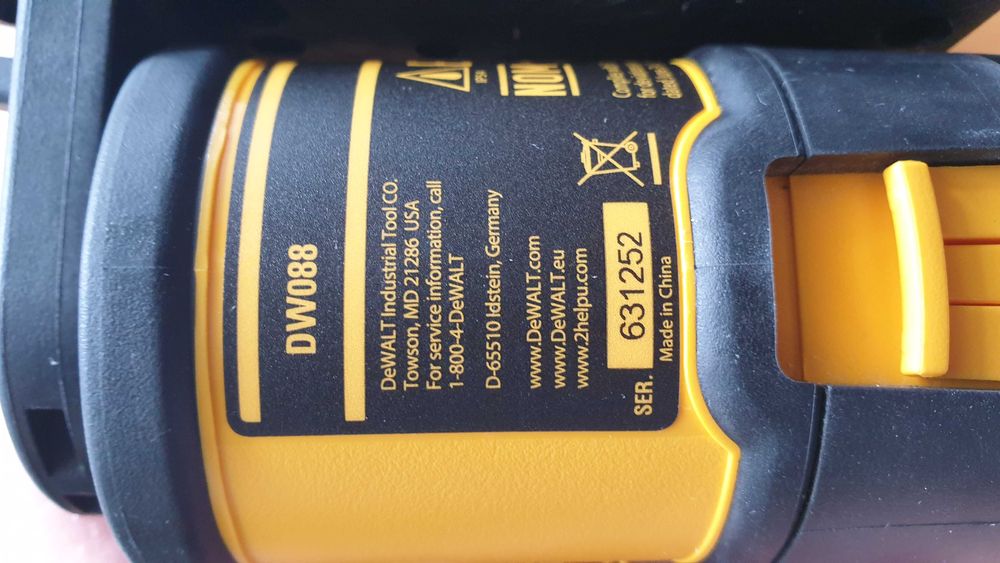 DW088
DeWALT Industrial Tool CO.
Towson, MD 21286 USA
For service information, call
1-800-4-DeWALT
D-65510 Idstein, Germany
www.DeWALT.com
www.DeWALT.eu
www.2helpu.com
SER. 631252
Made in China
NOM